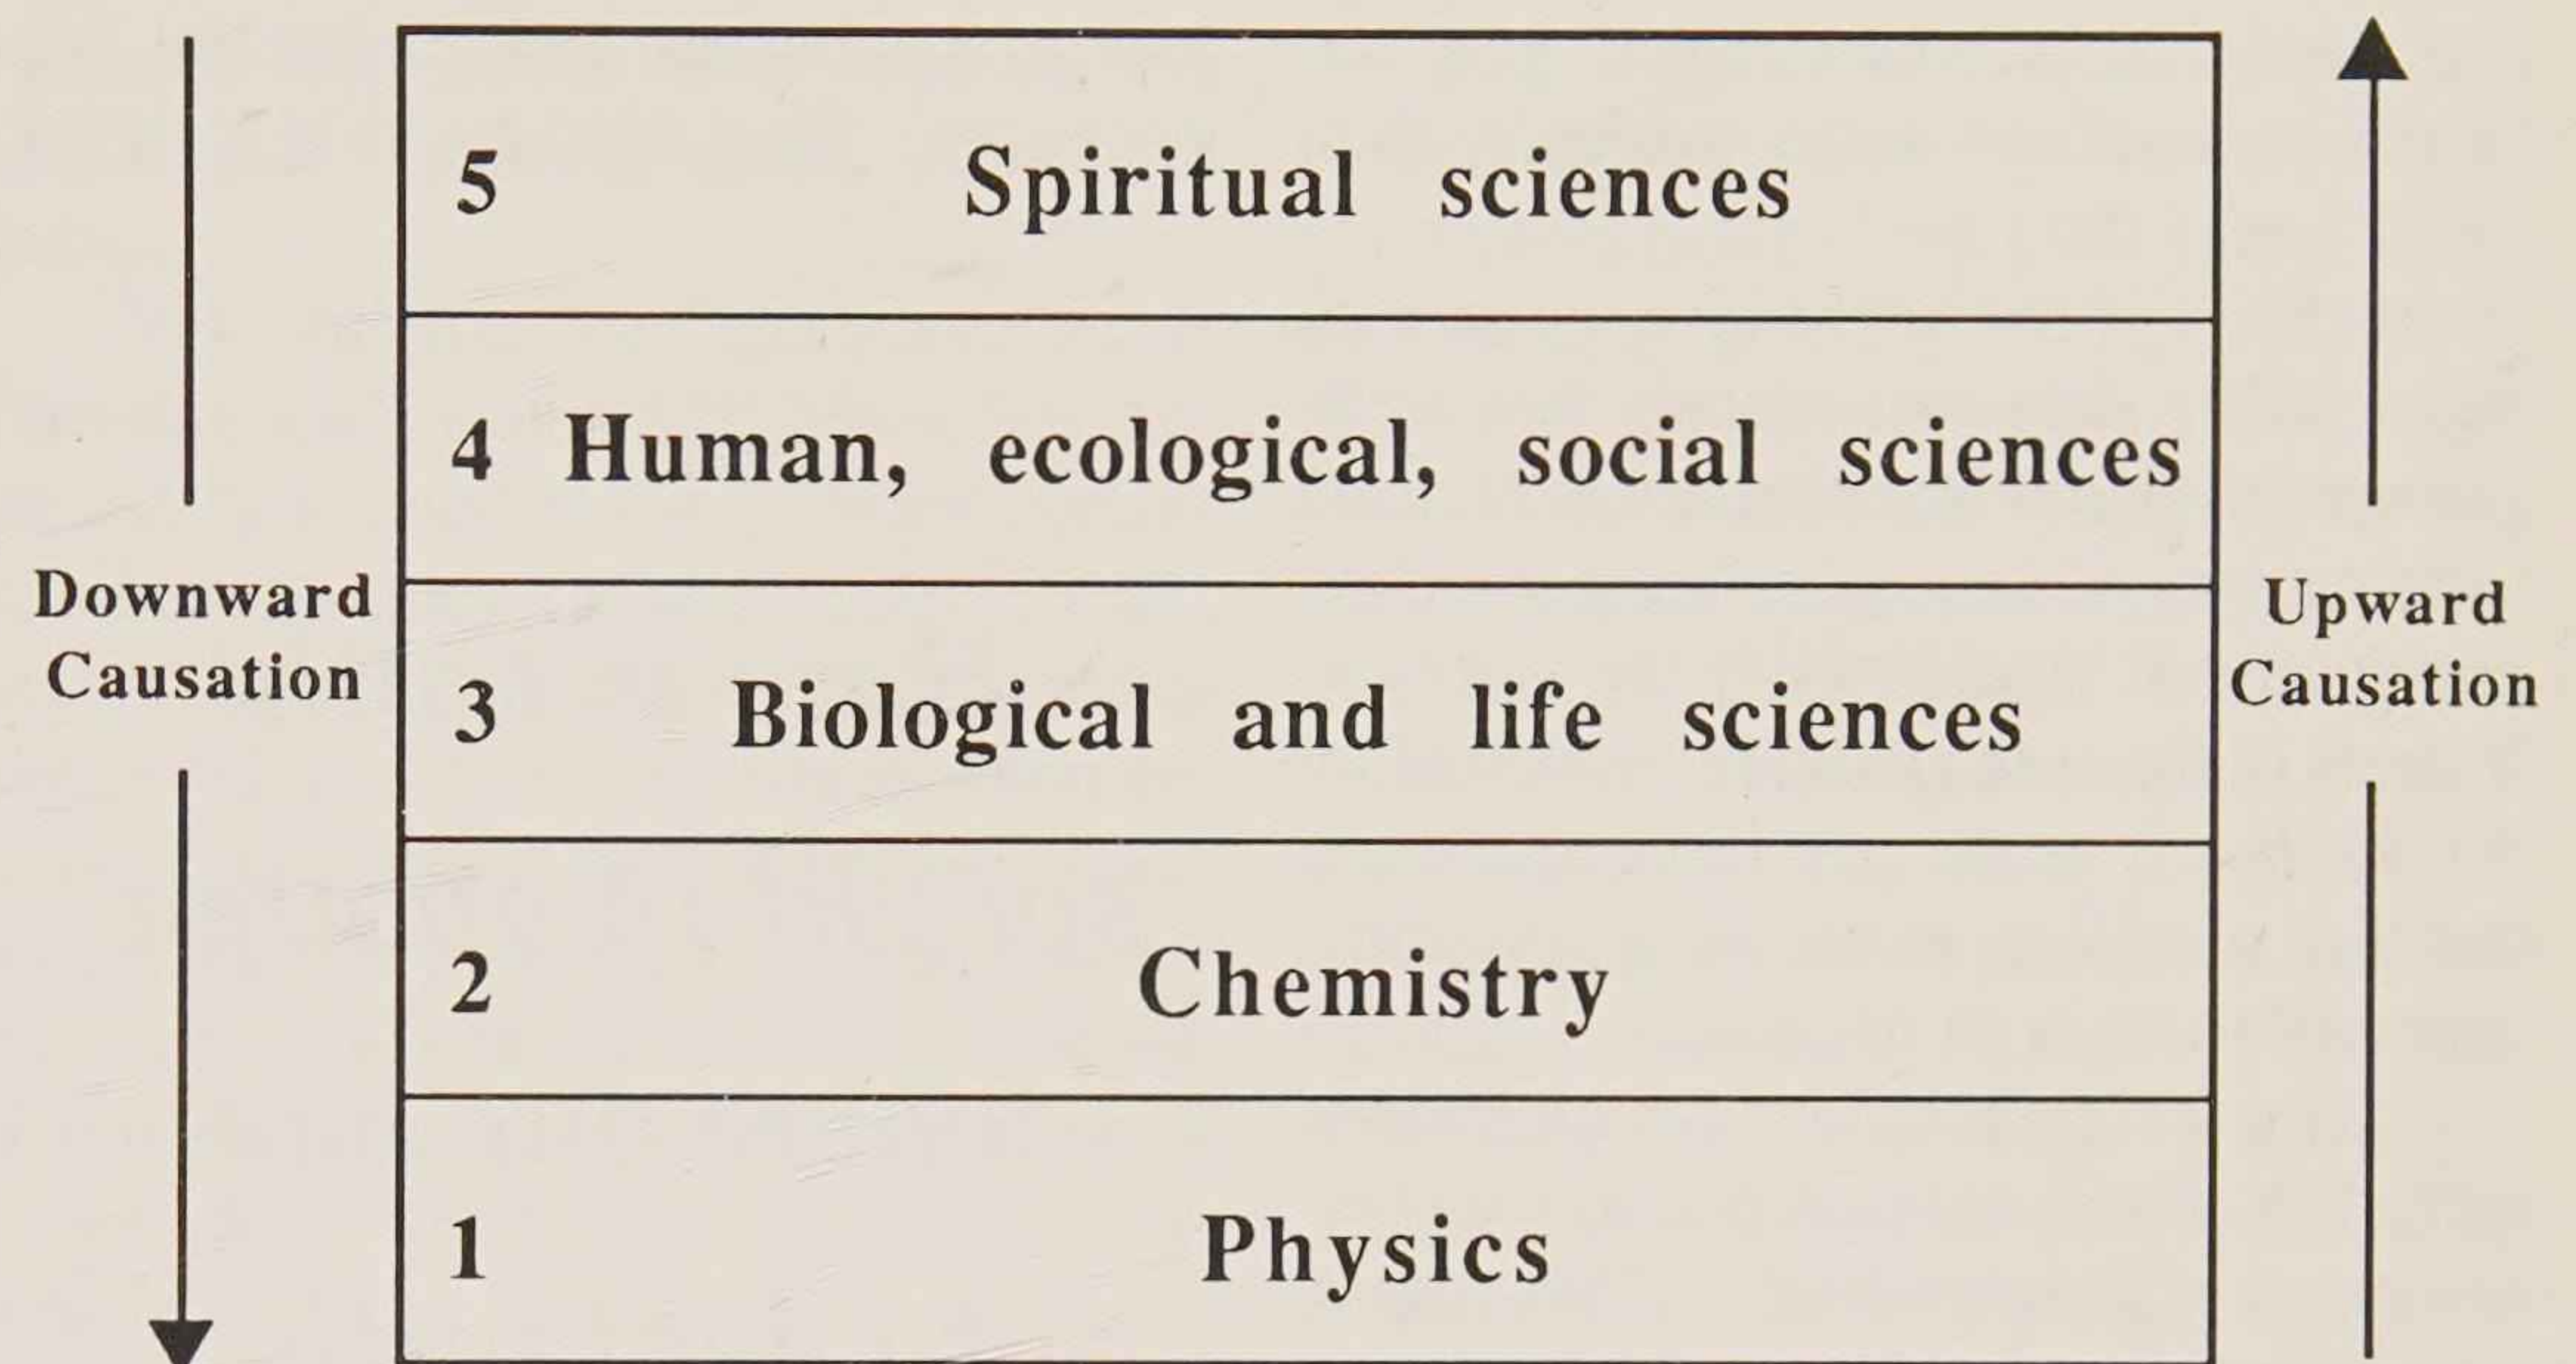 5 Spiritual sciences
4 Human, ecological, social sciences
Downward
Causation
Upward
Causation
3 Biological and life sciences
2 Chemistry
1 Physics